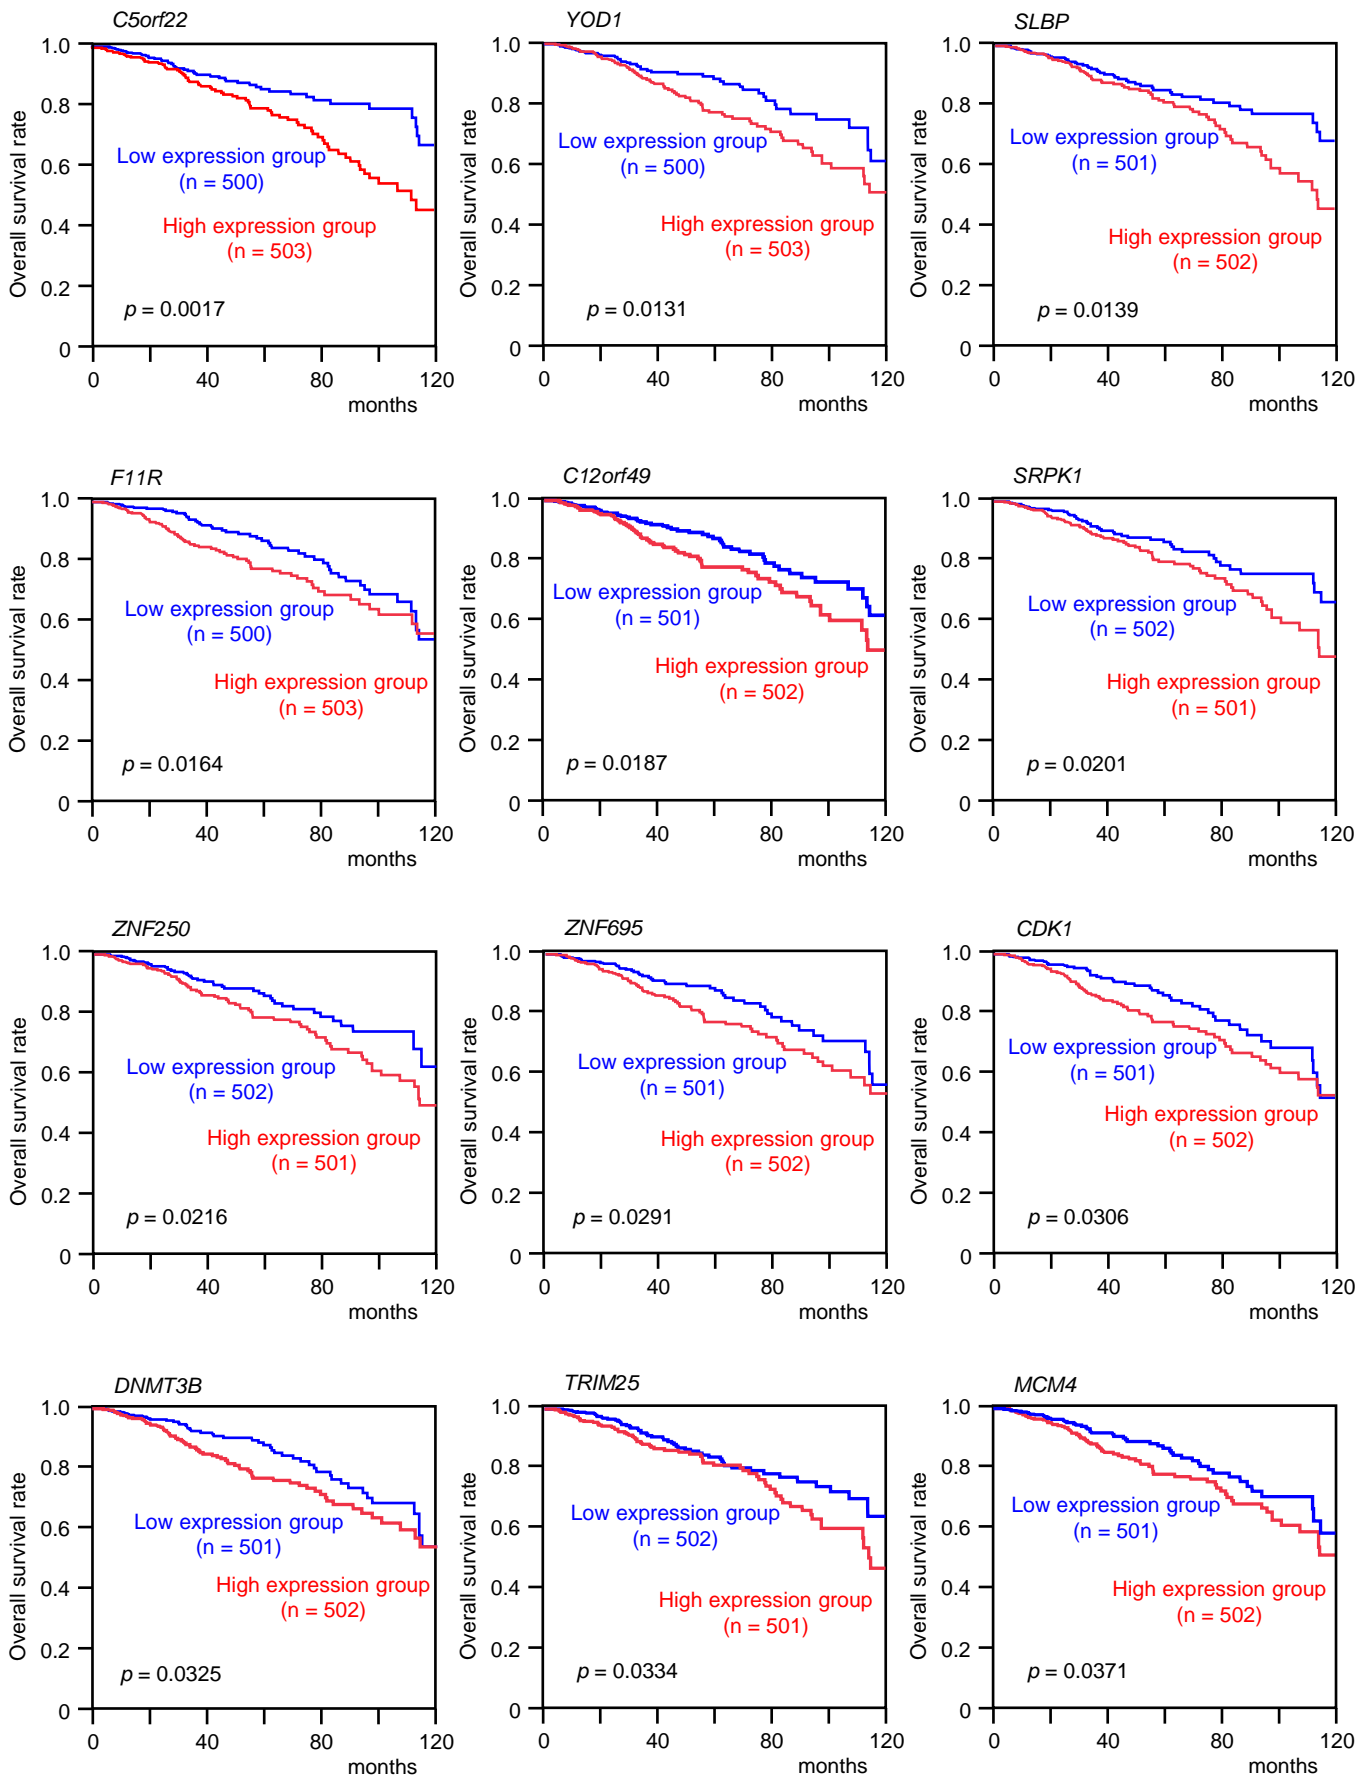 C5orf22
Overall survival rate
1.0
0.8
0.6
0.4
0.2
0
Low expression group
(n = 500)
High expression group
(n = 503)
p = 0.0017
0 40 80 120
months
YOD1
Overall survival rate
1.0
0.8
0.6
0.4
0.2
0
Low expression group
(n = 500)
High expression group
(n = 503)
p = 0.0131
0 40 80 120
months
SLBP
Overall survival rate
1.0
0.8
0.6
0.4
0.2
0
Low expression group
(n = 501)
High expression group
(n = 502)
p = 0.0139
0 40 80 120
months
F11R
Overall survival rate
1.0
0.8
0.6
0.4
0.2
0
Low expression group
(n = 500)
High expression group
(n = 503)
p = 0.0164
0 40 80 120
months
C12orf49
Overall survival rate
1.0
0.8
0.6
0.4
0.2
0
Low expression group
(n = 501)
High expression group
(n = 502)
p = 0.0187
0 40 80 120
months
SRPK1
Overall survival rate
1.0
0.8
0.6
0.4
0.2
0
Low expression group
(n = 502)
High expression group
(n = 501)
p = 0.0201
0 40 80 120
months
ZNF250
Overall survival rate
1.0
0.8
0.6
0.4
0.2
0
Low expression group
(n = 502)
High expression group
(n = 501)
p = 0.0216
0 40 80 120
months
ZNF695
Overall survival rate
1.0
0.8
0.6
0.4
0.2
0
Low expression group
(n = 501)
High expression group
(n = 502)
p = 0.0291
0 40 80 120
months
CDK1
Overall survival rate
1.0
0.8
0.6
0.4
0.2
0
Low expression group
(n = 501)
High expression group
(n = 502)
p = 0.0306
0 40 80 120
months
DNMT3B
Overall survival rate
1.0
0.8
0.6
0.4
0.2
0
Low expression group
(n = 501)
High expression group
(n = 502)
p = 0.0325
0 40 80 120
months
TRIM25
Overall survival rate
1.0
0.8
0.6
0.4
0.2
0
Low expression group
(n = 502)
High expression group
(n = 501)
p = 0.0334
0 40 80 120
months
MCM4
Overall survival rate
1.0
0.8
0.6
0.4
0.2
0
Low expression group
(n = 501)
High expression group
(n = 502)
p = 0.0371
0 40 80 120
months